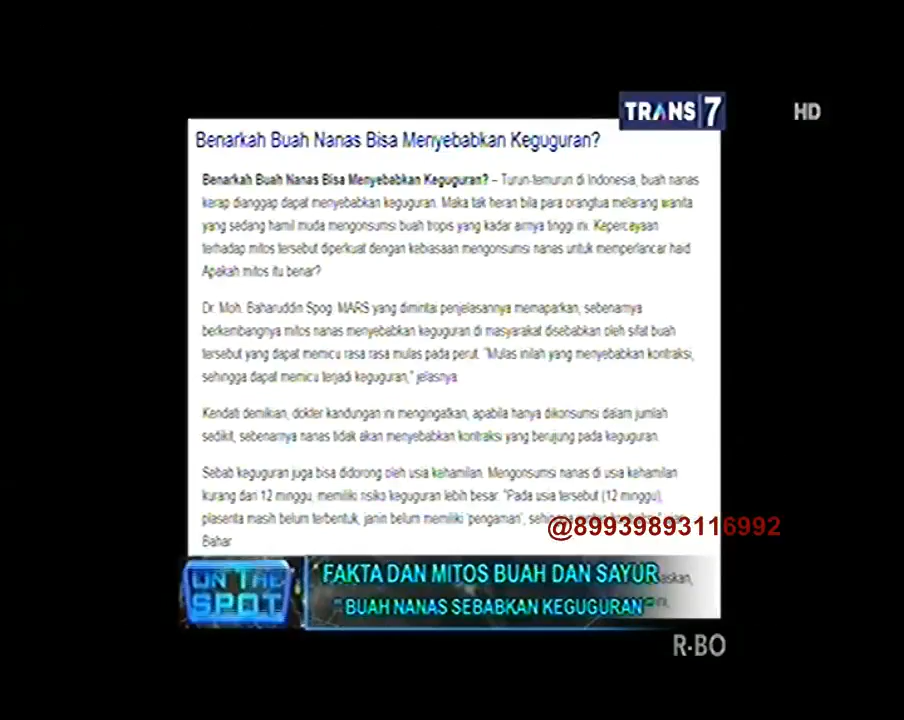 TRANS|7
HD
Benarkah Buah Nanas Bisa Menyebabkan Keguguran?
Benarkah Buah Nanas Bisa Menyebabkan Keguguran? – Turun-temurun di Indonesia, buah nanas
kerap dianggap dapat menyebabkan keguguran. Maka tak heran bila para orangtua melarang wanita
yang sedang hamil muda mengonsumsi buah tropis yang kadar airnya tinggi ini. Kepercayaan
terhadap mitos tersebut diperkuat dengan kebiasaan mengonsumsi nanas untuk memperlancar haid
Apakah mitos itu benar?
Dr. Moh. Baharuddin Spog. MARS yang dimintai penjelasannya memaparkan, sebenarnya
berkembangnya mitos nanas menyebabkan keguguran di masyarakat disebabkan oleh sifat buah
tersebut yang dapat memicu rasa rasa mulas pada perut. "Mulas inilah yang menyebabkan kontraksi,
sehingga dapat memicu terjadi keguguran," jelasnya
Kendati demikian, dokter kandungan ini mengingatkan, apabila hanya dikonsumsi dalam jumlah
sedikit, sebenarnya nanas tidak akan menyebabkan kontraksi yang berujung pada keguguran.
Sebab keguguran juga bisa didorong oleh usia kehamilan. Mengonsumsi nanas di usia kehamilan
kurang dari 12 minggu, memiliki risiko keguguran lebih besar. "Pada usia tersebut (12 minggu),
plasenta masih belum terbentuk, janin belum memiliki 'pengaman',
@89939893116992
Bahar
ON THE
SPOT
FAKTA DAN MITOS BUAH DAN SAYUR
" BUAH NANAS SEBABKAN KEGUGURAN"
R-BO